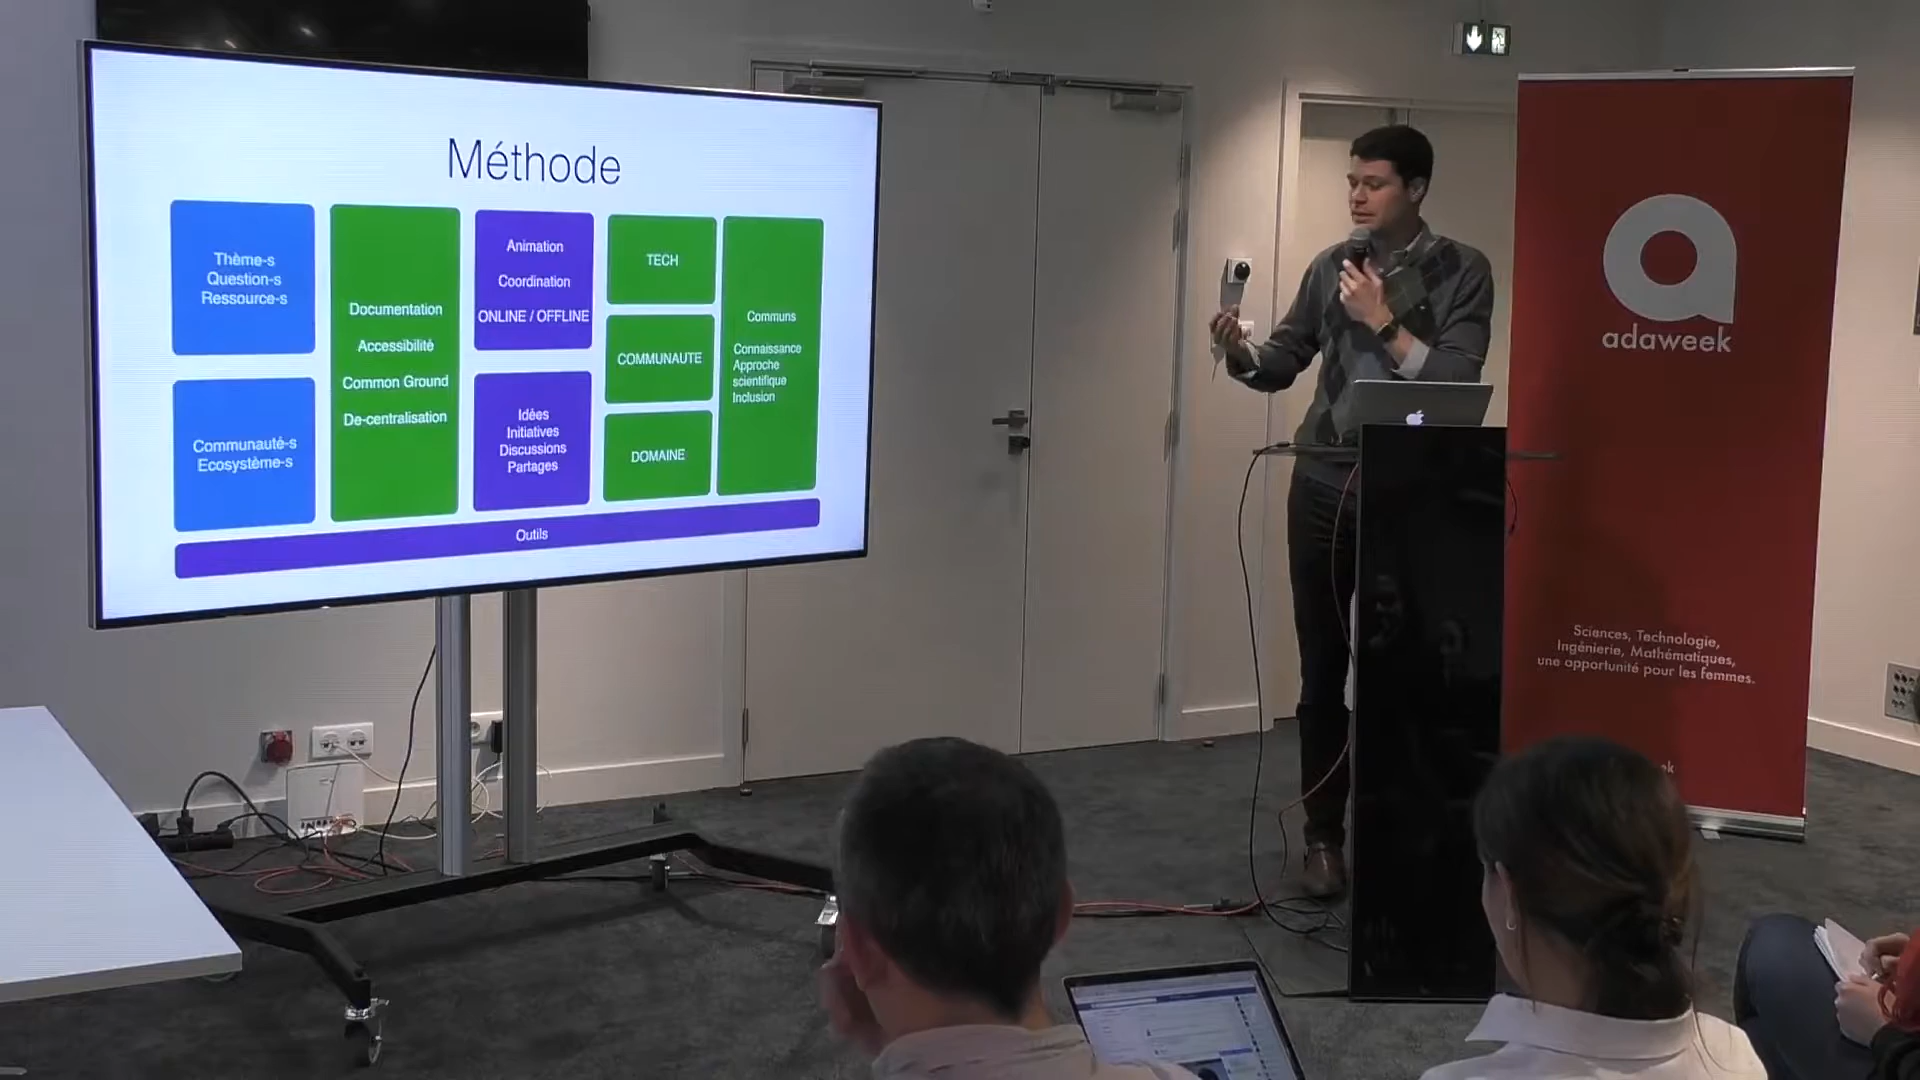 Méthode
Thème-s
Question-s
Ressource-s
Communauté-s
Ecosystème-s
Documentation
Accessibilité
Common Ground
De-centralisation
Animation
Coordination
ONLINE / OFFLINE
Idées
Initiatives
Discussions
Partages
TECH
COMMUNAUTE
DOMAINE
Communs
Connaissance
Approche
scientifique
Inclusion
Outils
adaweek
Sciences, Technologie,
Ingénierie, Mathématiques,
une opportunité pour les femmes.